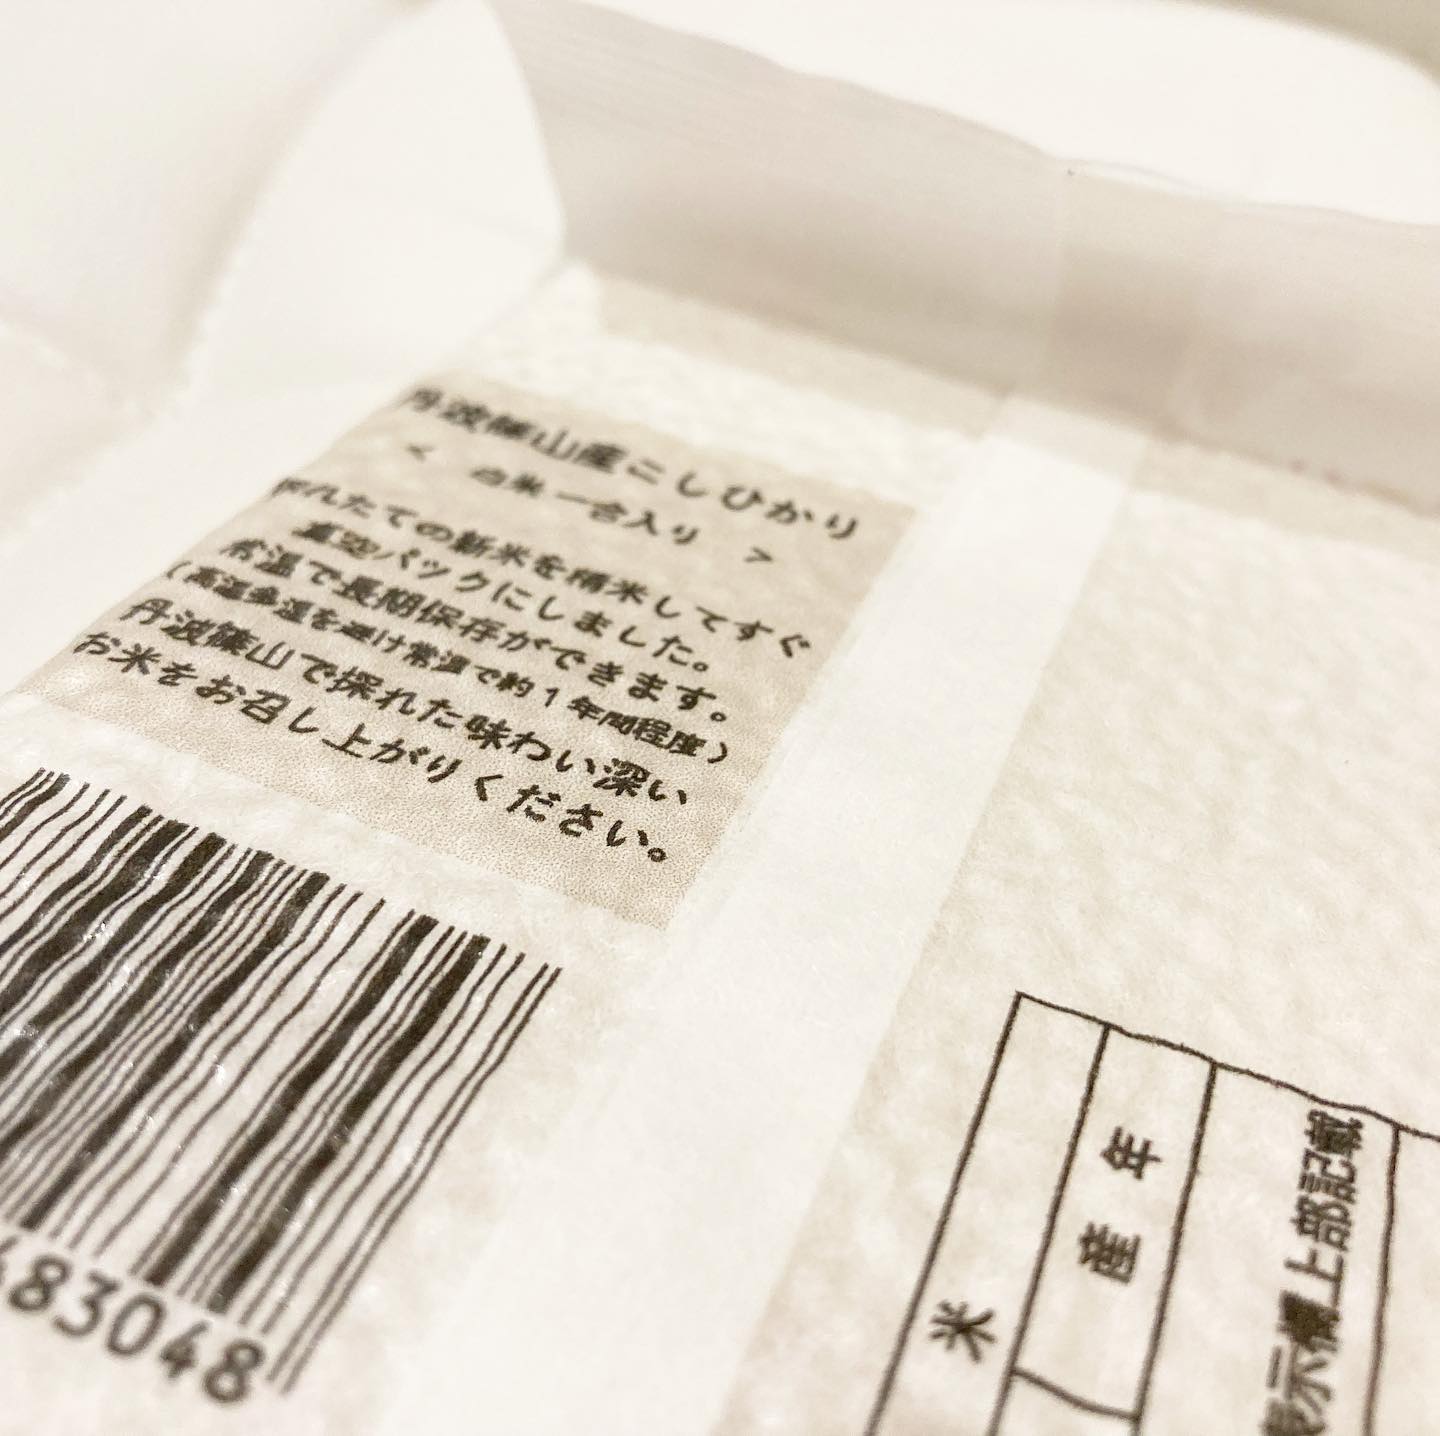 丹波篠山産こしひかり
< 白米一合入り >
採れたての新米を精米してすぐ
真空パックにしました。
常温で長期保存ができます。
(高温多湿を避け常温で約1年間程度)
丹波篠山で採れた味わい深い
お米をお召し上がりください。
83048
米
産年
表示欄上部記載